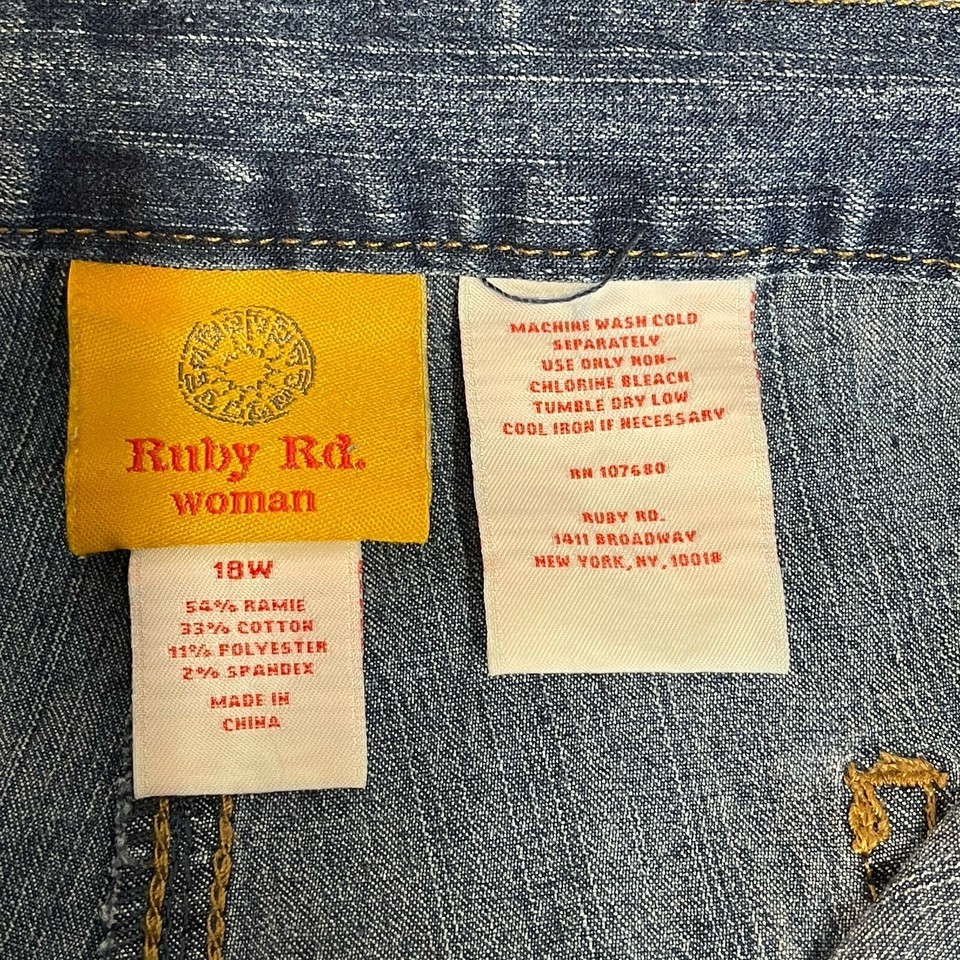 Ruby Rd.
woman
18W
54% RAMIE
33% COTTON
11% POLYESTER
2% SPANDEX
MADE IN
CHINA
MACHINE WASH COLD
SEPARATELY
USE ONLY NON-
CHLORINE BLEACH
TUMBLE DRY LOW
COOL IRON IF NECESSARY
RN 107680
RUBY RD.
1411 BROADWAY
NEW YORK, NY, 10018